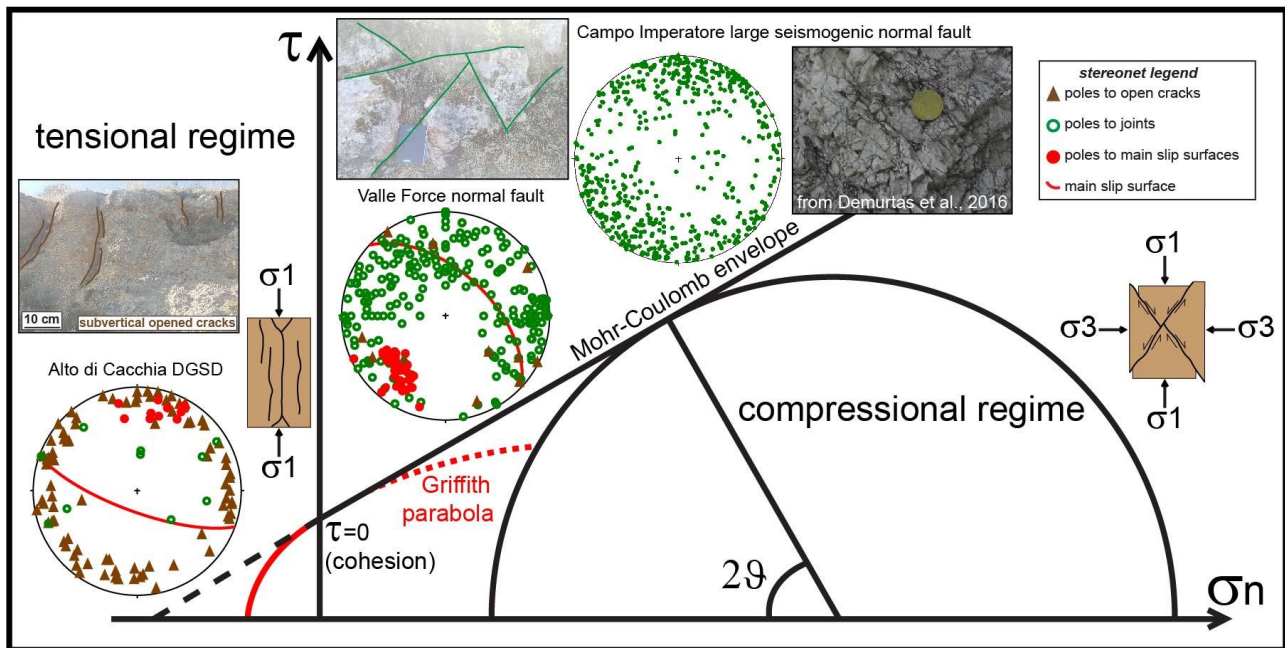 τ
Campo Imperatore large seismogenic normal fault
stereonet legend
poles to open cracks
poles to joints
poles to main slip surfaces
main slip surface
tensional regime
from Demurtas et al., 2016
Valle Force normal fault
10 cm
subvertical opened cracks
σ1
σ1
Mohr-Coulomb envelope
σ1
σ3
σ3
σ1
Alto di Cacchia DGSD
compressional regime
Griffith
parabola
τ=0
(cohesion)
2ϑ
σn